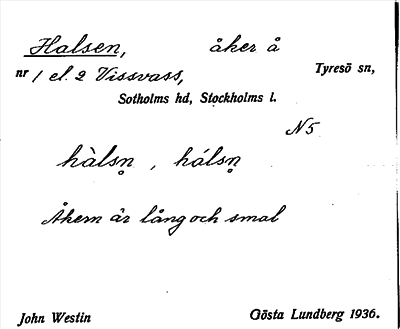 Halsen, åker å
nr 1 el. 2 Vissvass, Tyresö sn,
Sotholms hd, Stockholms l.
N5
hàlsn̥ , hálsn̥
Åkern är lång och smal
John Westin Gösta Lundberg 1936.